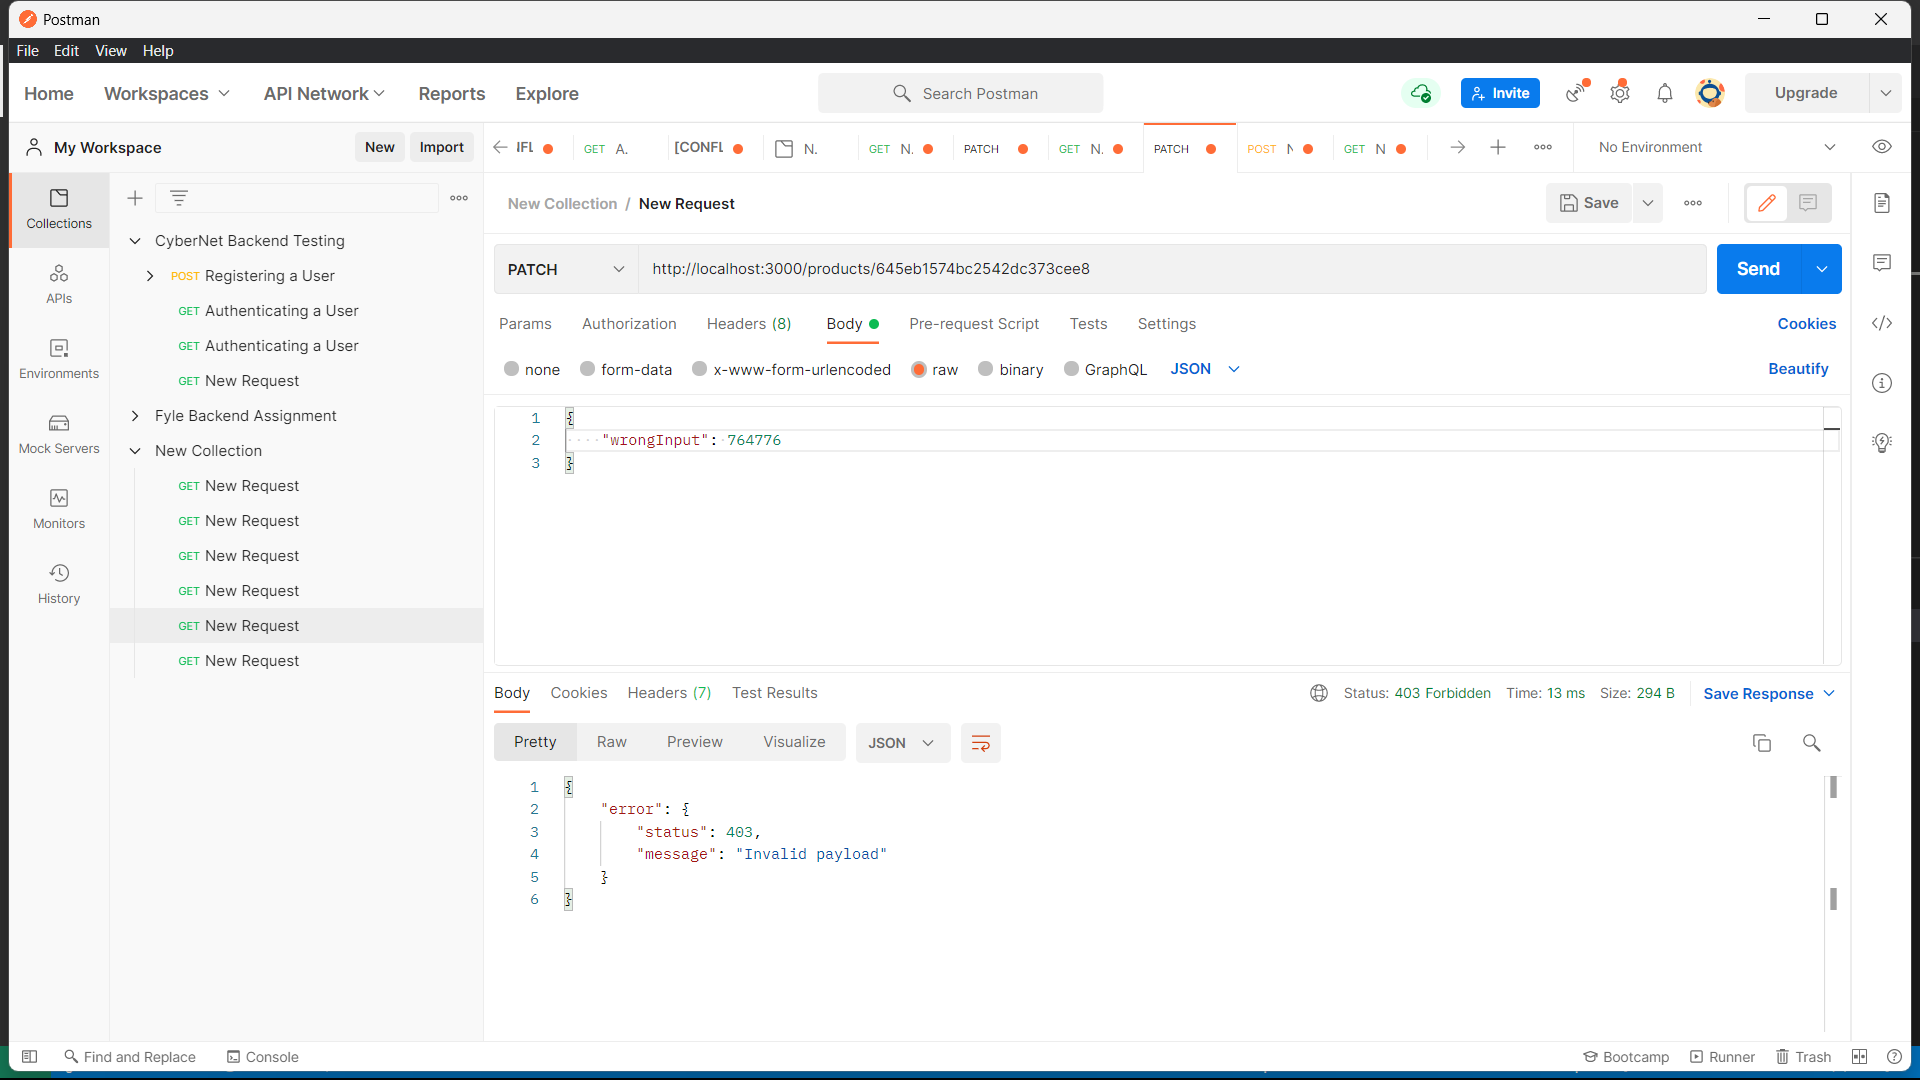 Postman
File Edit View Help
Home Workspaces API Network Reports Explore Search Postman Invite Upgrade
My Workspace New Import IFL GET A. [CONFL N. GET N. PATCH GET N. PATCH POST N GET N No Environment
New Collection / New Request Save
Collections
APIs
Environments
Mock Servers
Monitors
History
CyberNet Backend Testing
POST Registering a User
GET Authenticating a User
GET Authenticating a User
GET New Request
Fyle Backend Assignment
New Collection
GET New Request
GET New Request
GET New Request
GET New Request
GET New Request
GET New Request
PATCH http://localhost:3000/products/645eb1574bc2542dc373cee8 Send
Params Authorization Headers (8) Body Pre-request Script Tests Settings Cookies
none form-data x-www-form-urlencoded raw binary GraphQL JSON Beautify
1 {
2 "wrongInput": 764776
3 }
Body Cookies Headers (7) Test Results Status: 403 Forbidden Time: 13 ms Size: 294 B Save Response
Pretty Raw Preview Visualize JSON
1 {
2 "error": {
3 "status": 403,
4 "message": "Invalid payload"
5 }
6 }
Find and Replace Console Bootcamp Runner Trash